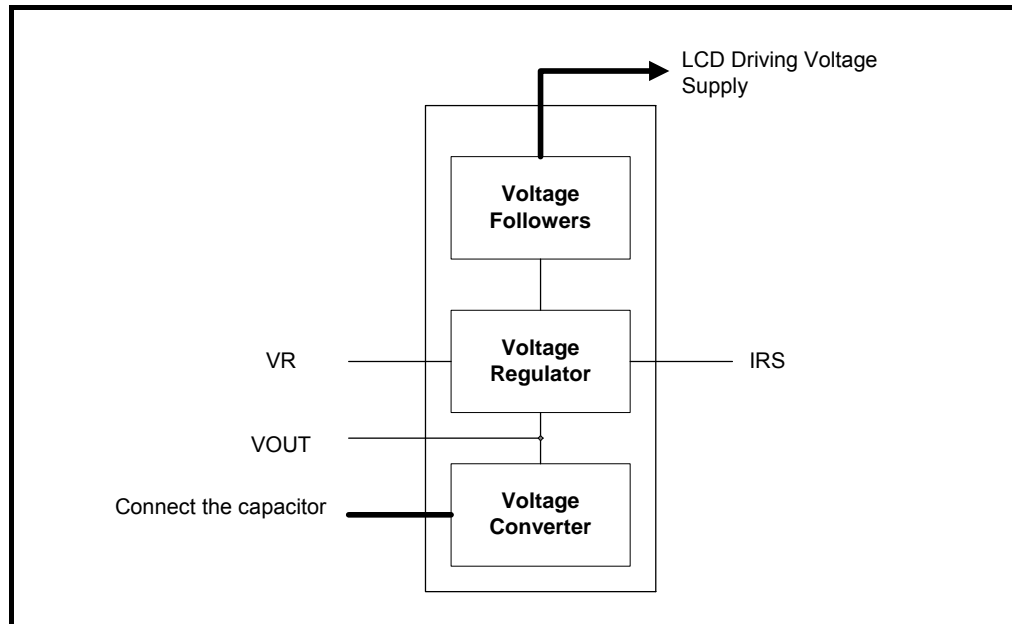 LCD Driving Voltage
Supply
Voltage
Followers
VR
Voltage
Regulator
IRS
VOUT
Connect the capacitor
Voltage
Converter